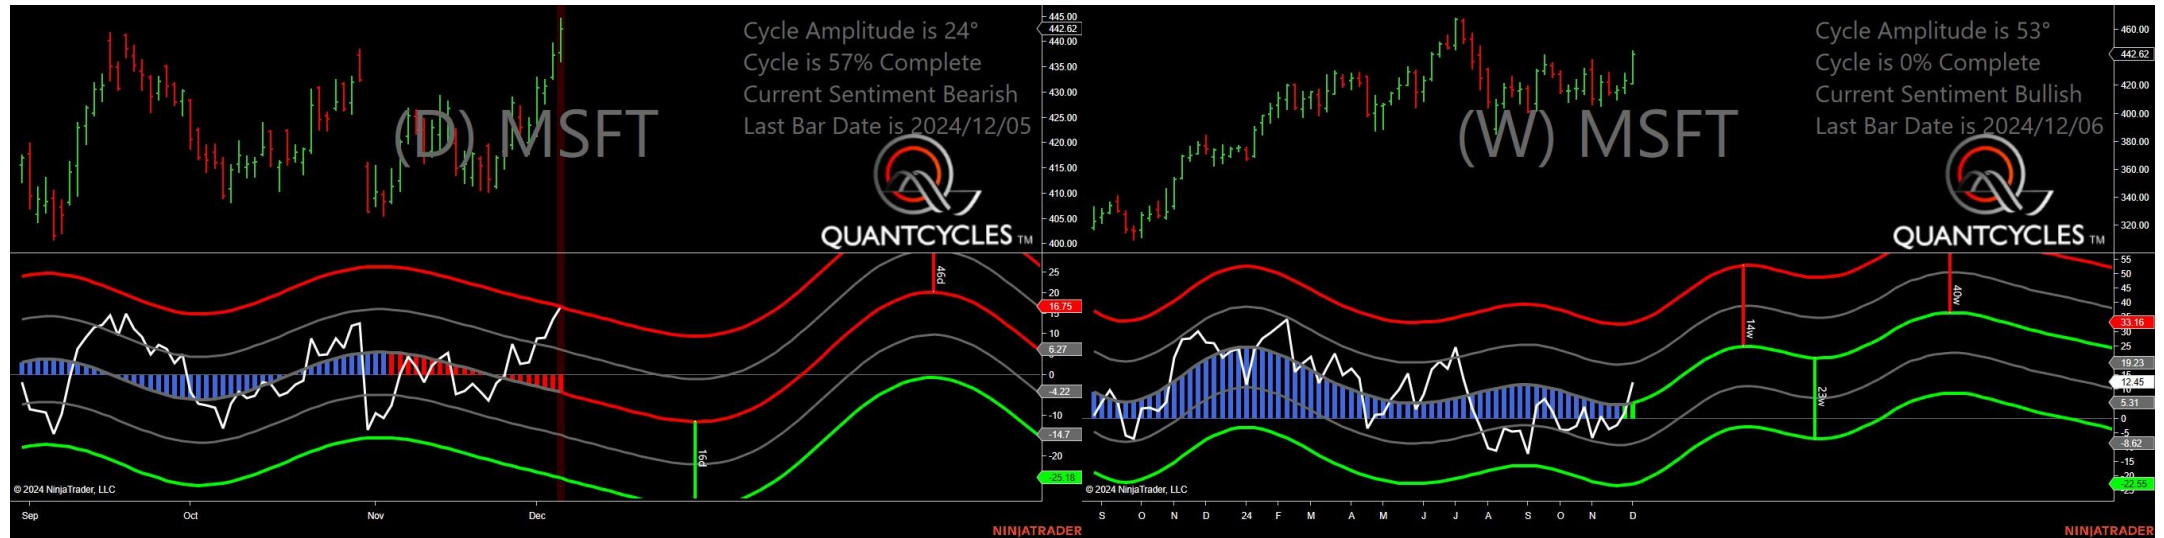 Cycle Amplitude is 24°
Cycle is 57% Complete
Current Sentiment Bearish
Last Bar Date is 2024/12/05
(D) MSFT
QUANTCYCLES TM
445.00
442.62
440.00
435.00
430.00
425.00
420.00
415.00
410.00
405.00
400.00
46d
25
20
16.75
10
6.27
0
-4.22
-10
-14.7
-20
-25.18
16d
© 2024 NinjaTrader, LLC
Sep Oct Nov Dec
NINJATRADER
Cycle Amplitude is 53°
Cycle is 0% Complete
Current Sentiment Bullish
Last Bar Date is 2024/12/06
(W) MSFT
QUANTCYCLES TM
460.00
442.62
420.00
400.00
380.00
360.00
340.00
320.00
14w
23w
40w
55
50
45
40
33.16
30
25
19.23
12.45
10
5.31
0
-5
-8.62
-15
-22.55
© 2024 NinjaTrader, LLC
S O N D 24 F M A M J J A S O N D
NINJATRADER